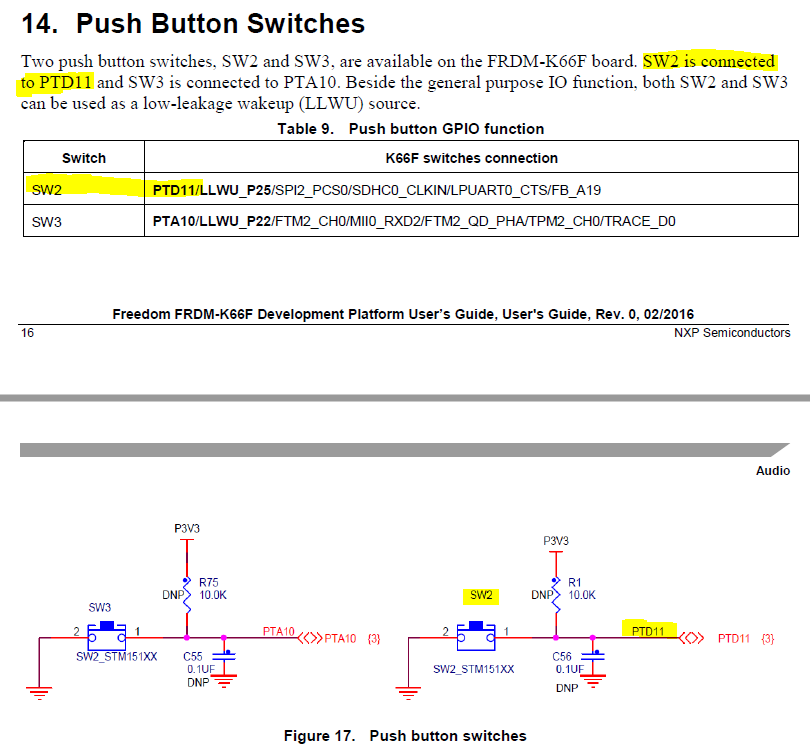 14. Push Button Switches
Two push button switches, SW2 and SW3, are available on the FRDM-K66F board. SW2 is connected
to PTD11 and SW3 is connected to PTA10. Beside the general purpose IO function, both SW2 and SW3
can be used as a low-leakage wakeup (LLWU) source.
Table 9. Push button GPIO function
Switch K66F switches connection
SW2 PTD11/LLWU_P25/SPI2_PCS0/SDHC0_CLKIN/LPUART0_CTS/FB_A19
SW3 PTA10/LLWU_P22/FTM2_CH0/MII0_RXD2/FTM2_QD_PHA/TPM2_CH0/TRACE_D0
Freedom FRDM-K66F Development Platform User's Guide, User's Guide, Rev. 0, 02/2016
16 NXP Semiconductors
Audio
P3V3
R75
DNP 10.0K
SW3
2 1
PTA10 PTA10 {3}
SW2_STM151XX
C55
0.1UF
DNP
P3V3
R1
DNP 10.0K
SW2
2 1
PTD11 PTD11 {3}
SW2_STM151XX
C56
0.1UF
DNP
Figure 17. Push button switches